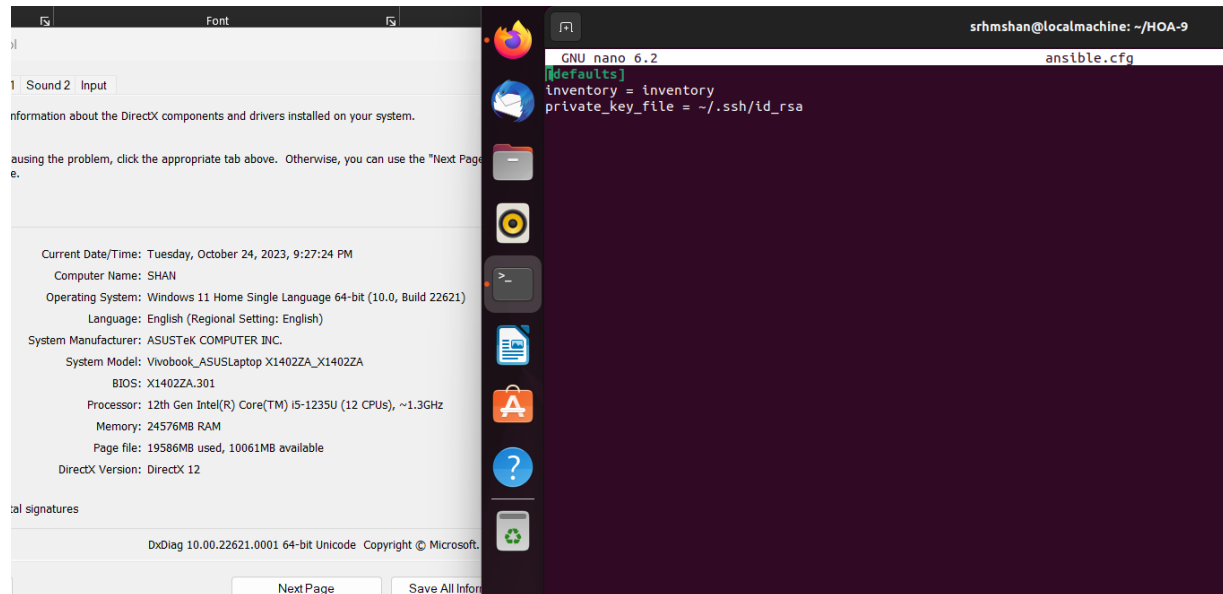 Font
ol
1 Sound 2 Input
nformation about the DirectX components and drivers installed on your system.
ausing the problem, click the appropriate tab above. Otherwise, you can use the "Next Page
e.
Current Date/Time: Tuesday, October 24, 2023, 9:27:24 PM
Computer Name: SHAN
Operating System: Windows 11 Home Single Language 64-bit (10.0, Build 22621)
Language: English (Regional Setting: English)
System Manufacturer: ASUSTeK COMPUTER INC.
System Model: Vivobook_ASUSLaptop X1402ZA_X1402ZA
BIOS: X1402ZA.301
Processor: 12th Gen Intel(R) Core(TM) i5-1235U (12 CPUs), ~1.3GHz
Memory: 24576MB RAM
Page file: 19586MB used, 10061MB available
DirectX Version: DirectX 12
tal signatures
DxDiag 10.00.22621.0001 64-bit Unicode Copyright © Microsoft.
Next Page Save All Infor
srhmshan@localmachine: ~/HOA-9
GNU nano 6.2 ansible.cfg
[defaults]
inventory = inventory
private_key_file = ~/.ssh/id_rsa